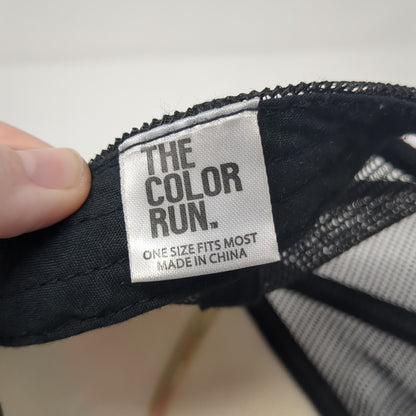 THE
COLOR
RUN.
ONE SIZE FITS MOST
MADE IN CHINA